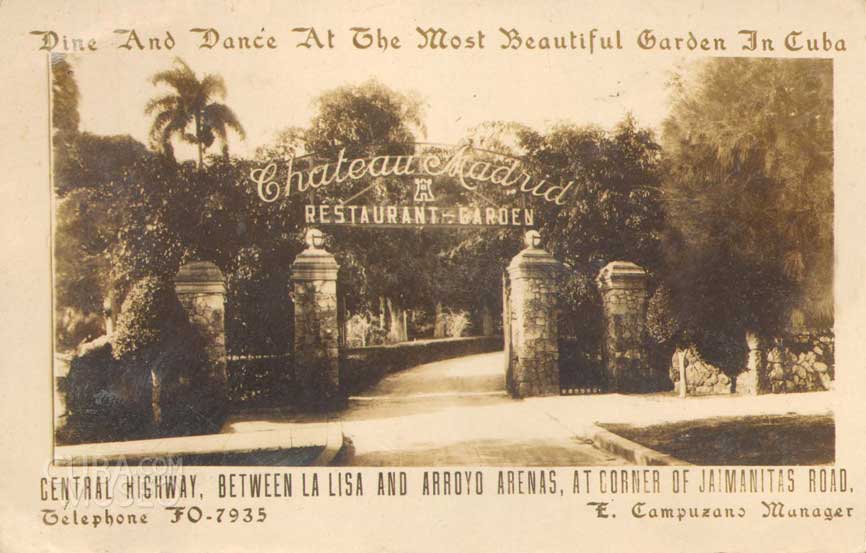 Dine And Dance At The Most Beautiful Garden In Cuba
Chateau Madrid
RESTAURANT - GARDEN
CENTRAL HIGHWAY, BETWEEN LA LISA AND ARROYO ARENAS, AT CORNER OF JAIMANITAS ROAD.
Telephone FO-7935
E. Campuzano Manager
CUBA
MUSEO
.COM